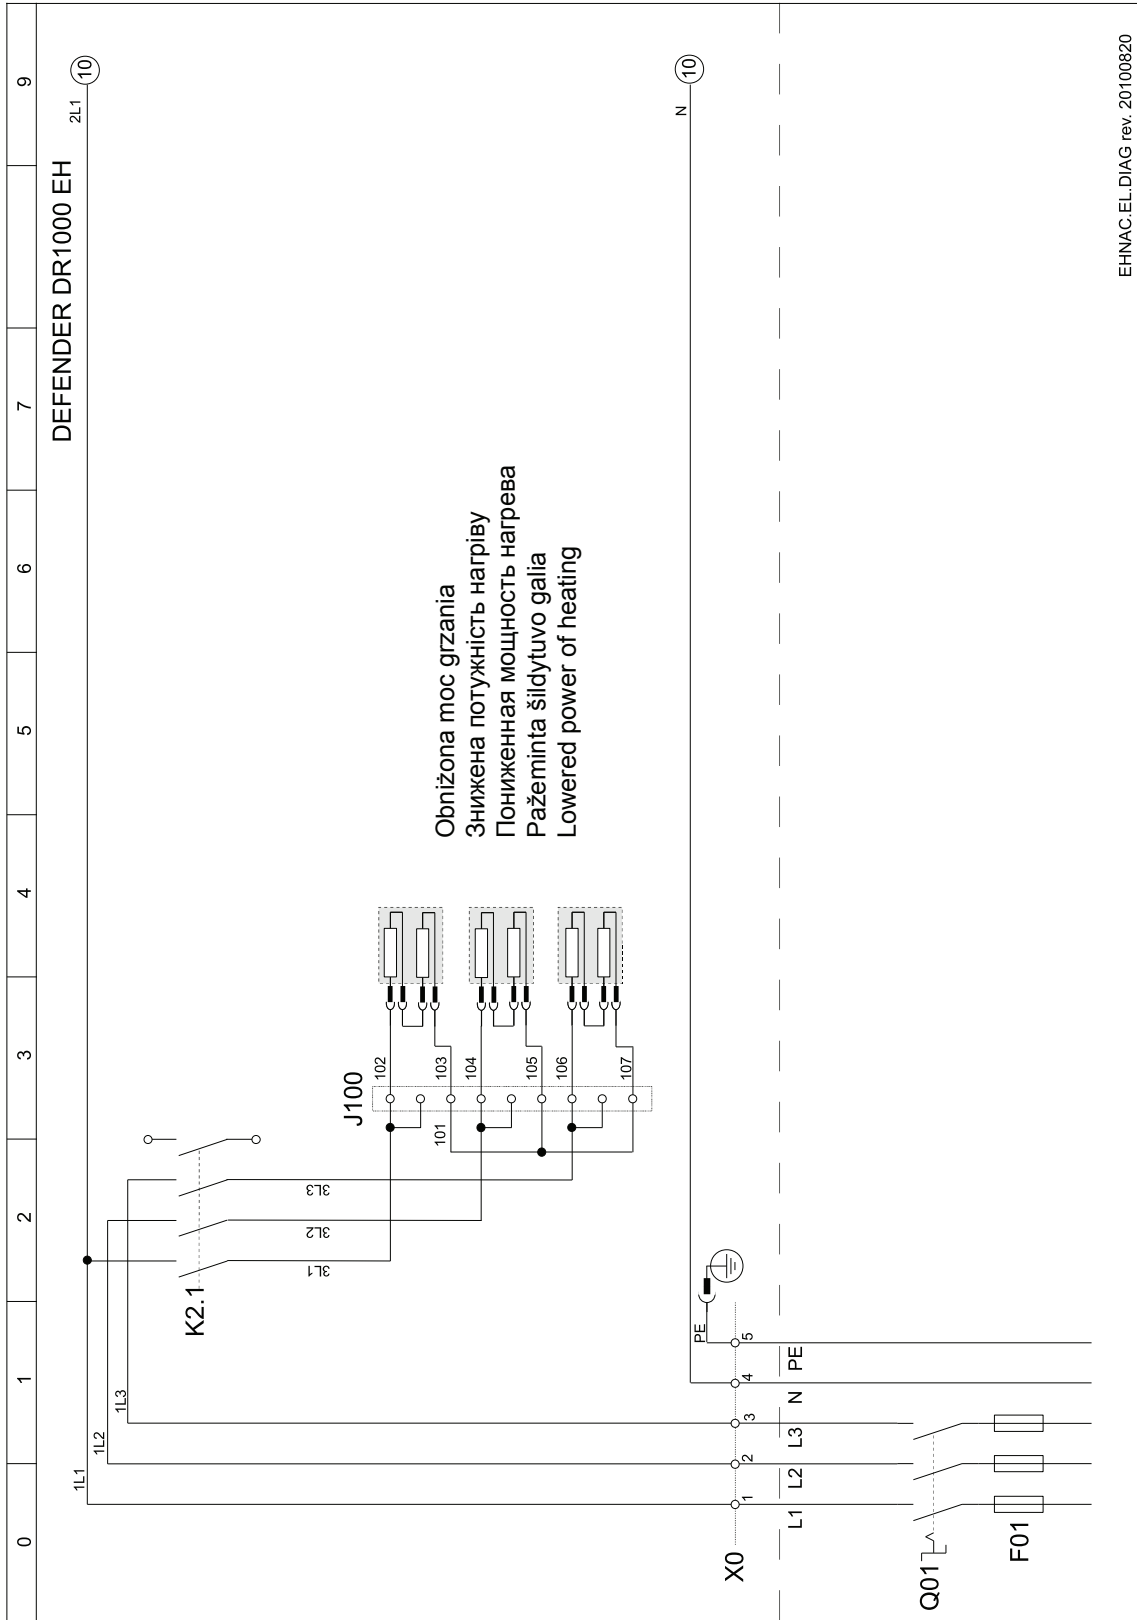 0 1 2 3 4 5 6 7 9
DEFENDER DR1000 EH
1L1
2L1
10
1L2
1L3
K2.1
3L1
3L2
3L3
J100
101
102
103
104
105
106
107
Obniżona moc grzania
Знижена потужність нагріву
Пониженная мощность нагрева
Pažeminta šildytuvo galia
Lowered power of heating
N
10
PE
X0
1 2 3 4 5
L1 L2 L3 N PE
Q01
F01
EHNAC.EL.DIAG rev. 20100820